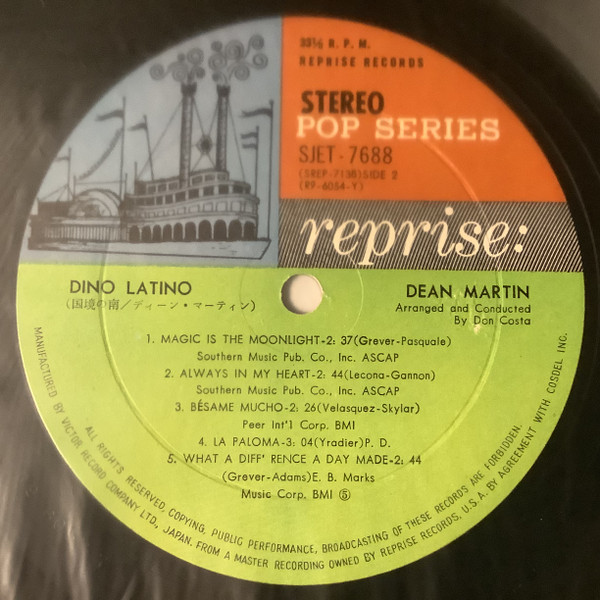 33⅓ R. P. M.
REPRISE RECORDS
STEREO
POP SERIES
SJET-7688
(SREP-7138) SIDE 2
(R9-6054-Y)
reprise:
DINO LATINO
(国境の南/ディーン・マーティン)
DEAN MARTIN
Arranged and Conducted
By Don Costa
1. MAGIC IS THE MOONLIGHT-2: 37(Grever-Pasquale)
Southern Music Pub. Co., Inc. ASCAP
2. ALWAYS IN MY HEART-2: 44(Lecona-Gannon)
Southern Music Pub. Co., Inc. ASCAP
3. BÉSAME MUCHO-2: 26(Velasquez-Skylar)
Peer Int'l Corp. BMI
4. LA PALOMA-3: 04(Yradier)P. D.
5. WHAT A DIFF' RENCE A DAY MADE-2: 44
(Grever-Adams)E. B. Marks
Music Corp. BMI ⑤
ALL RIGHTS RESERVED, COPYING, PUBLIC PERFORMANCE, BROADCASTING OF THESE RECORDS ARE FORBIDDEN.
MANUFACTURED BY VICTOR RECORD COMPANY LTD, JAPAN. FROM A MASTER RECORDING OWNED BY REPRISE RECORDS, U.S.A. BY AGREEMENT WITH COSDEL INC.